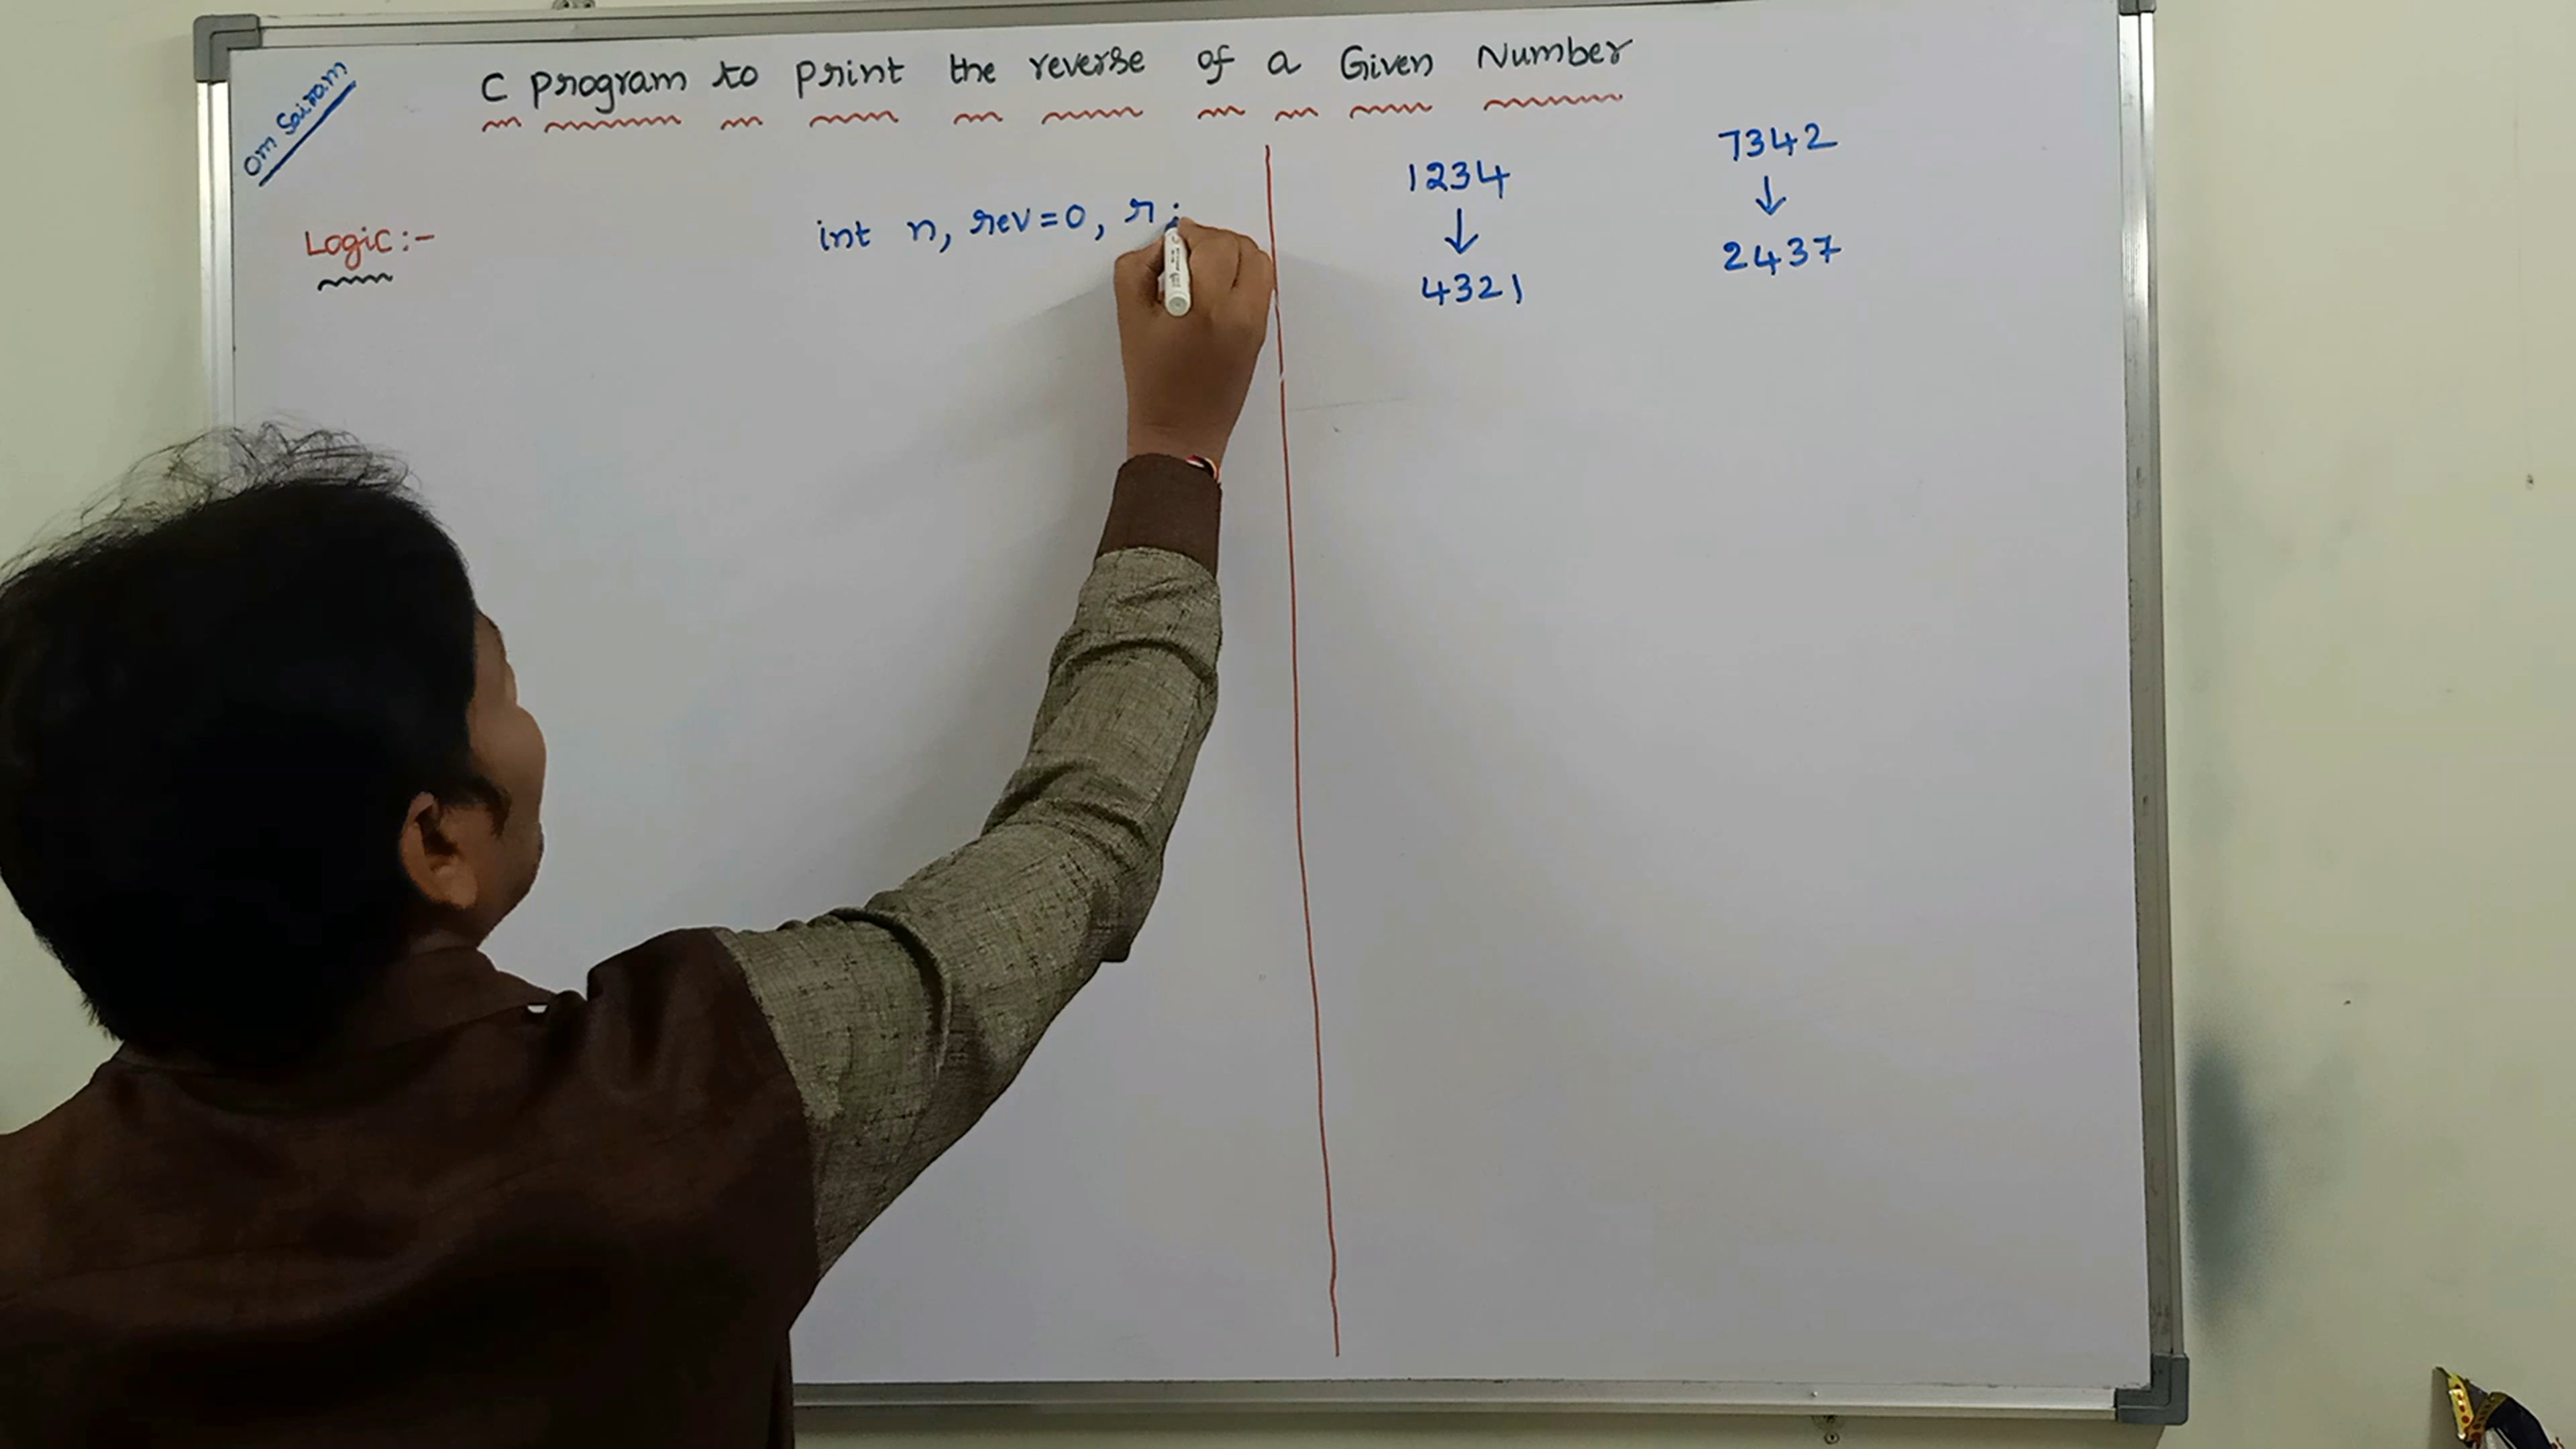 Om Sairam
C program to print the reverse of a Given Number
Logic :-
int n, rev=0, r;
1234
↓
4321
7342
↓
2437